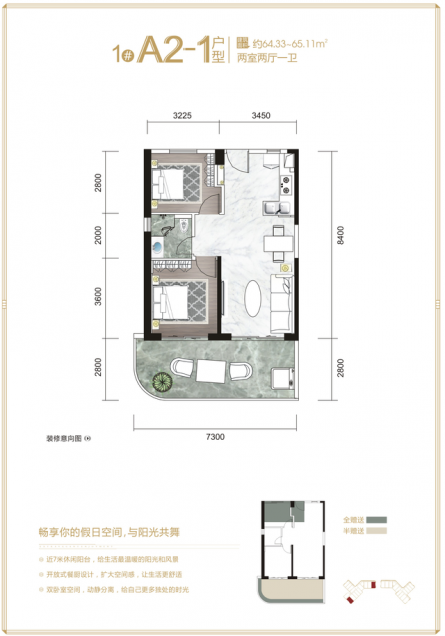 1# A2-1 户型
约64.33~65.11m²
两室两厅一卫
3225
3450
2800
2000
3600
2800
8400
2800
7300
装修意向图
全赠送
半赠送
畅享你的假日空间，与阳光共舞
近7米休闲阳台，给生活最温暖的阳光和风景
开放式餐厨设计，扩大空间感，让生活更舒适
双卧室空间，动静分离，给自己更多独处的时光